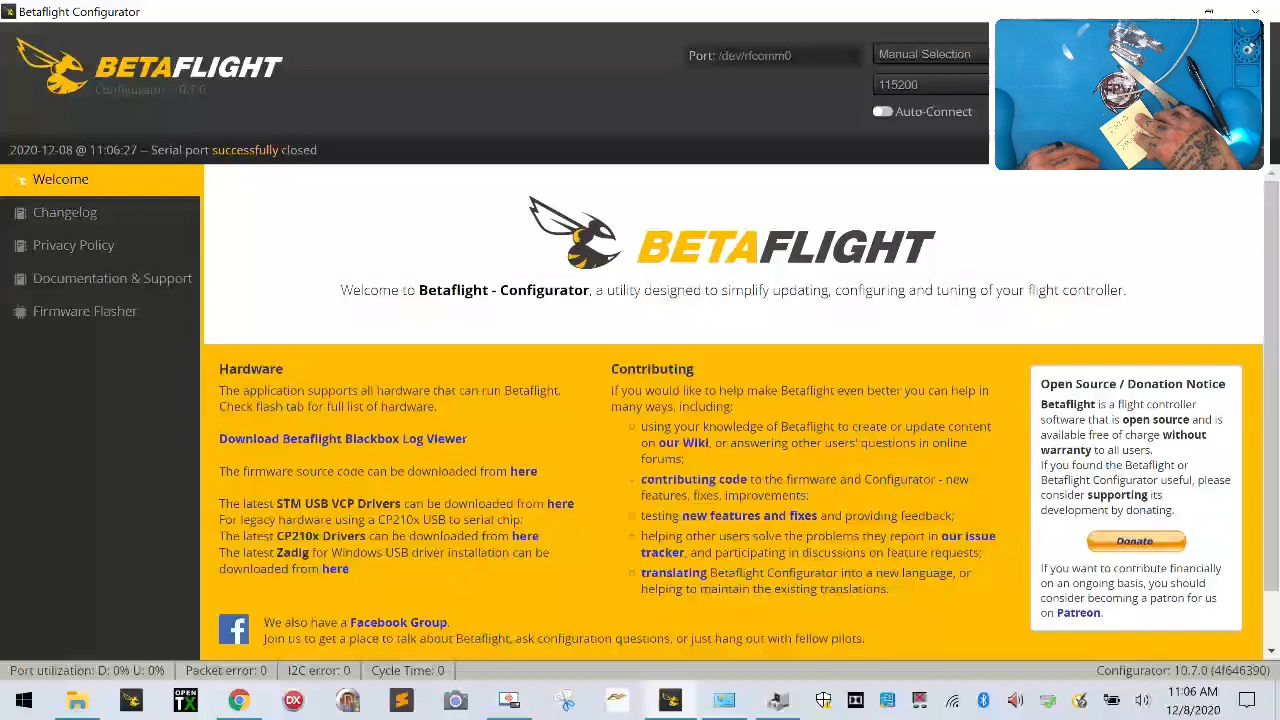 Betaflight Configurator
BETAFLIGHT
Configurator 10.7.0
Port: /dev/rfcomm0
Manual Selection
115200
Auto-Connect
2020-12-08 @ 11:06:27 -- Serial port successfully closed
Welcome
Changelog
Privacy Policy
Documentation & Support
Firmware Flasher
BETAFLIGHT
Welcome to Betaflight - Configurator, a utility designed to simplify updating, configuring and tuning of your flight controller.
Hardware
The application supports all hardware that can run Betaflight.
Check flash tab for full list of hardware.
Download Betaflight Blackbox Log Viewer
The firmware source code can be downloaded from here
The latest STM USB VCP Drivers can be downloaded from here
For legacy hardware using a CP210x USB to serial chip:
The latest CP210x Drivers can be downloaded from here
The latest Zadig for Windows USB driver installation can be
downloaded from here
Contributing
If you would like to help make Betaflight even better you can help in
many ways, including:
using your knowledge of Betaflight to create or update content
on our Wiki, or answering other users' questions in online
forums;
contributing code to the firmware and Configurator - new
features, fixes, improvements;
testing new features and fixes and providing feedback;
helping other users solve the problems they report in our issue
tracker, and participating in discussions on feature requests;
translating Betaflight Configurator into a new language, or
helping to maintain the existing translations.
Open Source / Donation Notice
Betaflight is a flight controller
software that is open source and is
available free of charge without
warranty to all users.
If you found the Betaflight or
Betaflight Configurator useful, please
consider supporting its
development by donating.
Donate
If you want to contribute financially
on an ongoing basis, you should
consider becoming a patron for us
on Patreon.
We also have a Facebook Group.
Join us to get a place to talk about Betaflight, ask configuration questions, or just hang out with fellow pilots.
Port utilization: D: 0% U: 0%
Packet error: 0
I2C error: 0
Cycle Time: 0
Configurator: 10.7.0 (4f646390)
OPEN
TX
DX
11:06 AM
12/8/2020